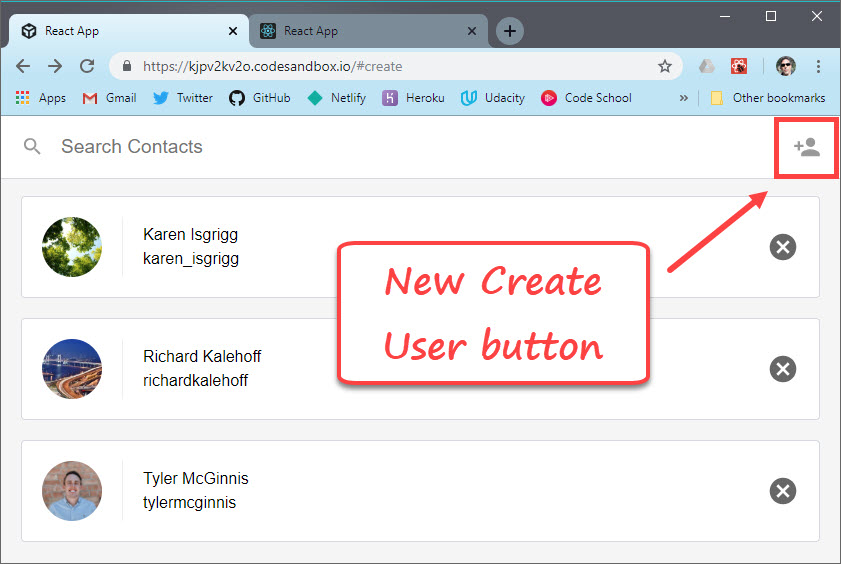 React App
React App
https://kjpv2kv2o.codesandbox.io/#create
Apps Gmail Twitter GitHub Netlify Heroku Udacity Code School » Other bookmarks
Search Contacts
Karen Isgrigg
karen_isgrigg
New Create
User button
Richard Kalehoff
richardkalehoff
Tyler McGinnis
tylermcginnis